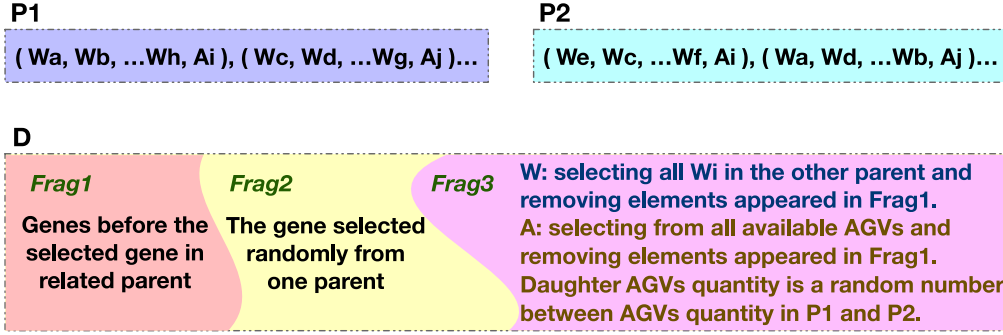 P1
P2
( Wa, Wb, ...Wh, Ai ), ( Wc, Wd, ...Wg, Aj )...
( We, Wc, ...Wf, Ai ), ( Wa, Wd, ...Wb, Aj )...
D
Frag1
Genes before the
selected gene in
related parent
Frag2
The gene selected
randomly from
one parent
Frag3
W: selecting all Wi in the other parent and
removing elements appeared in Frag1.
A: selecting from all available AGVs and
removing elements appeared in Frag1.
Daughter AGVs quantity is a random number
between AGVs quantity in P1 and P2.